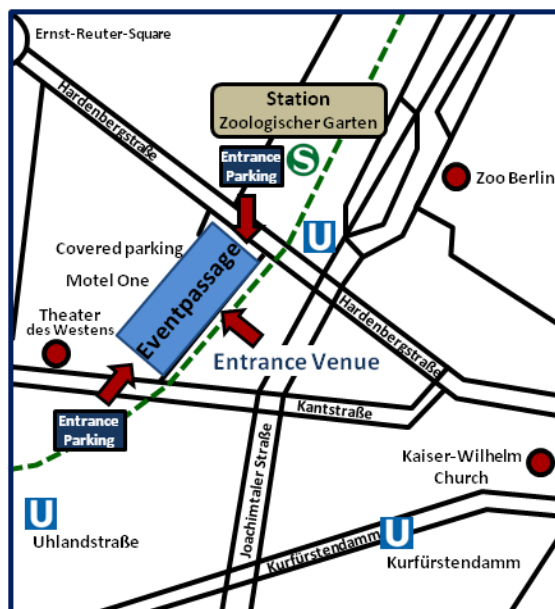 Ernst-Reuter-Square
Hardenbergstraße
Station
Zoologischer Garten
Entrance
Parking
S
Zoo Berlin
U
Covered parking
Motel One
Eventpassage
Hardenbergstraße
Theater
des Westens
Entrance Venue
Entrance
Parking
Kantstraße
Joachimtaler Straße
Kaiser-Wilhelm
Church
U
Uhlandstraße
Kurfürstendamm
U
Kurfürstendamm